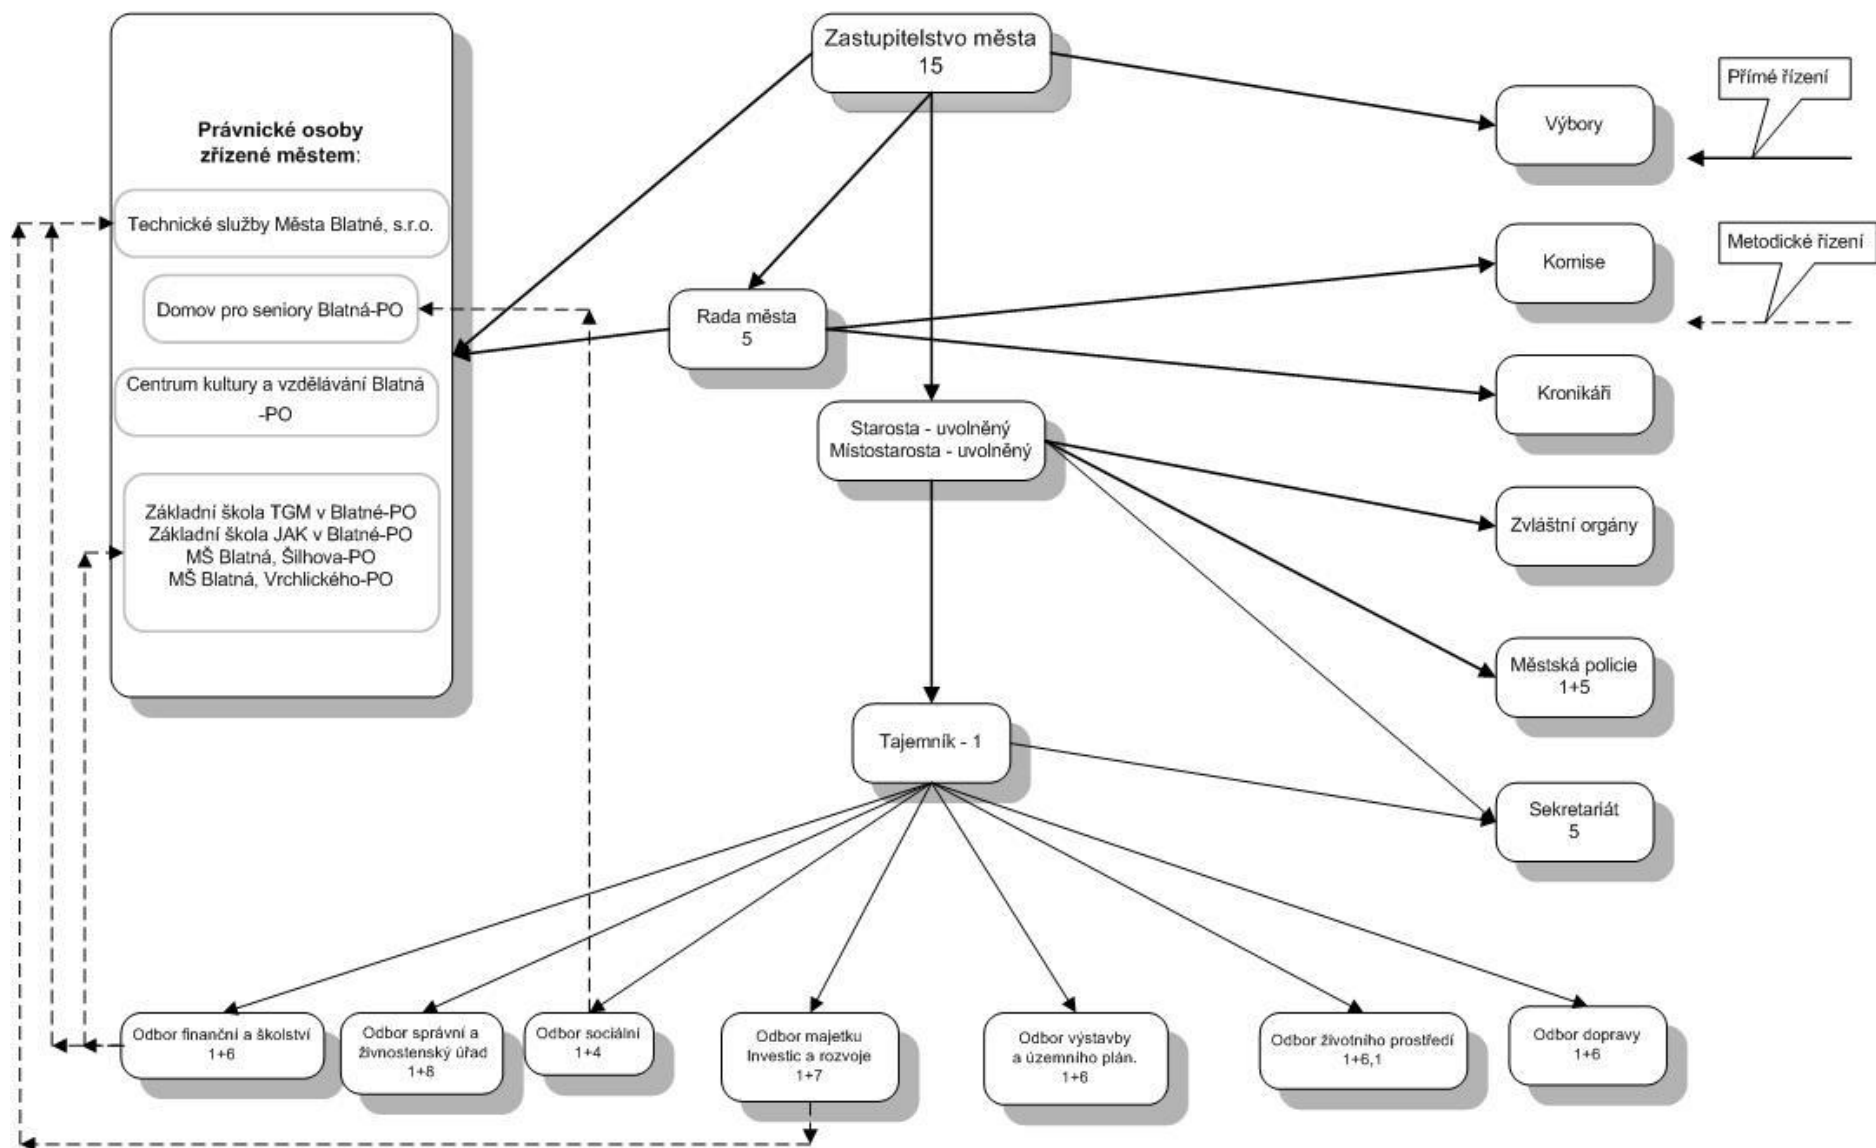 Zastupitelstvo města
15
Právnické osoby
zřízené městem:
Technické služby Města Blatné, s.r.o.
Domov pro seniory Blatná-PO
Centrum kultury a vzdělávání Blatná
-PO
Základní škola TGM v Blatné-PO
Základní škola JAK v Blatné-PO
MŠ Blatná, Šilhova-PO
MŠ Blatná, Vrchlického-PO
Přímé řízení
Výbory
Metodické řízení
Komise
Rada města
5
Kronikáři
Starosta - uvolněný
Místostarosta - uvolněný
Zvláštní orgány
Městská policie
1+5
Tajemník - 1
Sekretariát
5
Odbor finanční a školství
1+6
Odbor správní a
živnostenský úřad
1+8
Odbor sociální
1+4
Odbor majetku
Investic a rozvoje
1+7
Odbor výstavby
a územního plán.
1+6
Odbor životního prostředí
1+6,1
Odbor dopravy
1+6